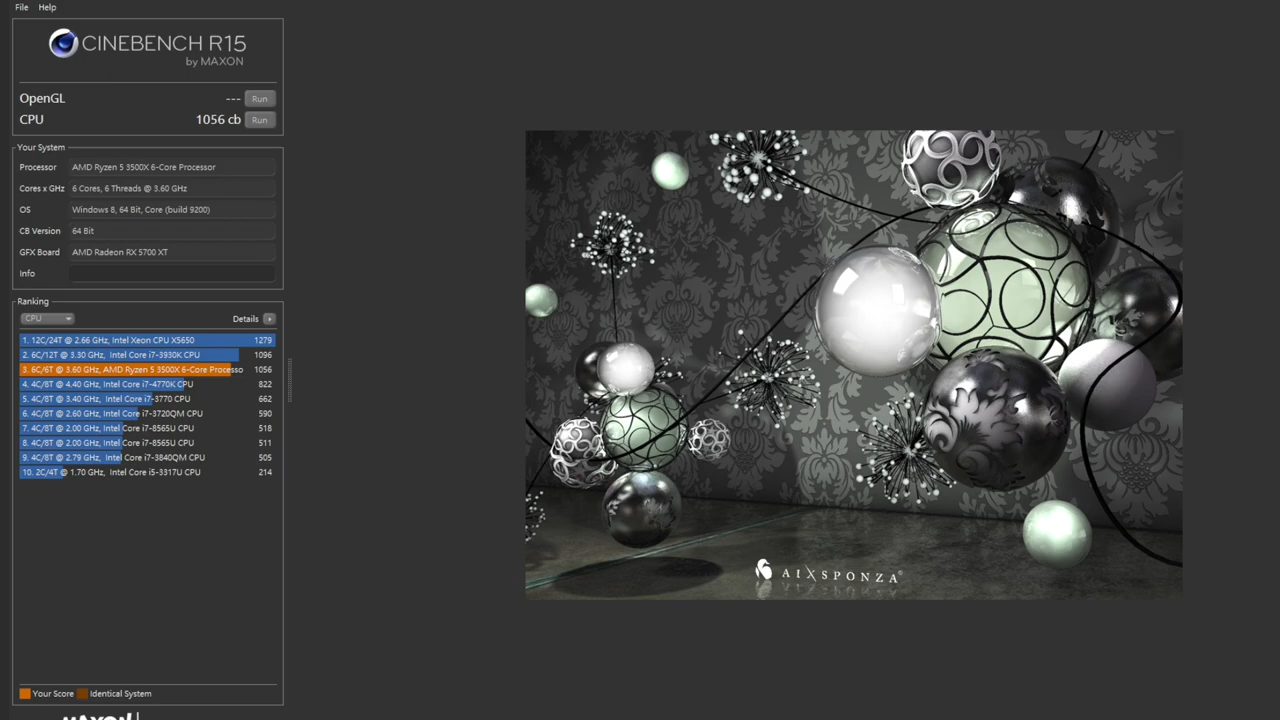 File Help
CINEBENCH R15
by MAXON
OpenGL --- Run
CPU 1056 cb Run
Your System
Processor AMD Ryzen 5 3500X 6-Core Processor
Cores x GHz 6 Cores, 6 Threads @ 3.60 GHz
OS Windows 8, 64 Bit, Core (build 9200)
CB Version 64 Bit
GFX Board AMD Radeon RX 5700 XT
Info
Ranking
CPU Details
1. 12C/24T @ 2.66 GHz, Intel Xeon CPU X5650 1279
2. 6C/12T @ 3.30 GHz, Intel Core i7-3930K CPU 1096
3. 6C/6T @ 3.60 GHz, AMD Ryzen 5 3500X 6-Core Processo 1056
4. 4C/8T @ 4.40 GHz, Intel Core i7-4770K CPU 822
5. 4C/8T @ 3.40 GHz, Intel Core i7-3770 CPU 662
6. 4C/8T @ 2.60 GHz, Intel Core i7-3720QM CPU 590
7. 4C/8T @ 2.00 GHz, Intel Core i7-8565U CPU 518
8. 4C/8T @ 2.00 GHz, Intel Core i7-8565U CPU 511
9. 4C/8T @ 2.79 GHz, Intel Core i7-3840QM CPU 505
10. 2C/4T @ 1.70 GHz, Intel Core i5-3317U CPU 214
AIXSPONZA©
Your Score Identical System
MAXON